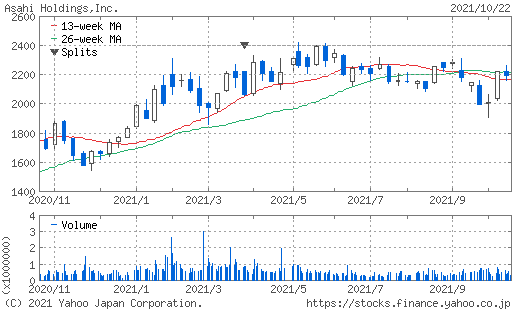 Asahi Holdings,Inc. 2021/10/22
2600
13-week MA
26-week MA
Splits
2400
2200
2000
1800
1600
1400
2020/11 2021/1 2021/3 2021/5 2021/7 2021/9
4
Volume
3
2
1
0
(x1000000)
2020/11 2021/1 2021/3 2021/5 2021/7 2021/9
(C) 2021 Yahoo Japan Corporation. https://stocks.finance.yahoo.co.jp/